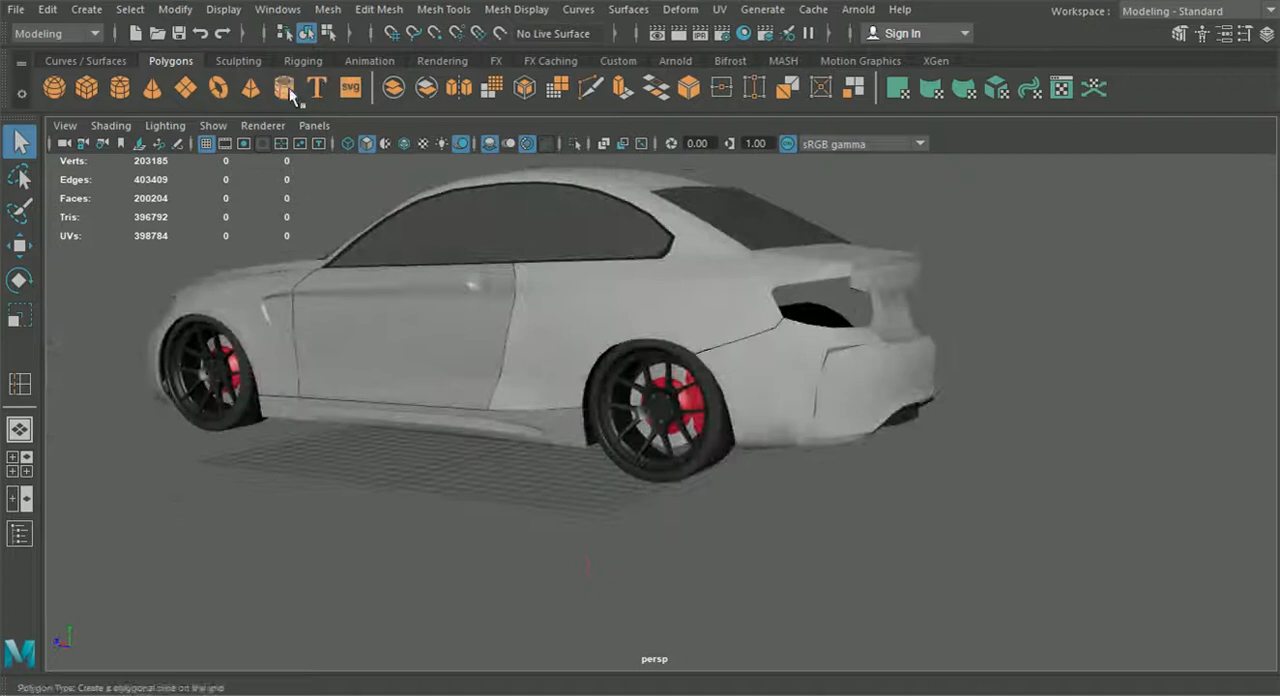 File Edit Create Select Modify Display Windows Mesh Edit Mesh Mesh Tools Mesh Display Curves Surfaces Deform UV Generate Cache Arnold Help Workspace: Modeling - Standard
Modeling No Live Surface Sign In
Curves / Surfaces Polygons Sculpting Rigging Animation Rendering FX FX Caching Custom Arnold Bifrost MASH Motion Graphics XGen
T SVG
View Shading Lighting Show Renderer Panels
0.00 1.00 sRGB gamma
Verts: 203185 0 0
Edges: 403409 0 0
Faces: 200204 0 0
Tris: 396792 0 0
UVs: 398784 0 0
persp
M
Polygon Type: Create a polygonal